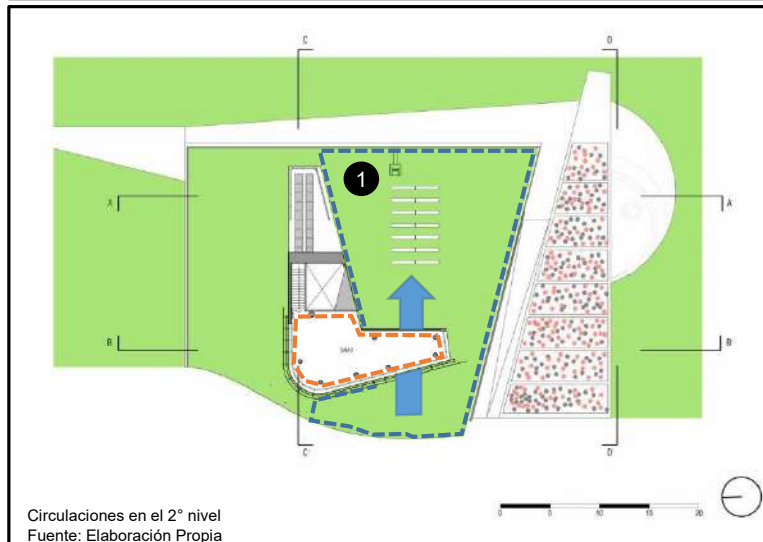 C
D
1
A
A
B
B'
C'
D'
0
5
10
15
20
Circulaciones en el 2° nivel
Fuente: Elaboración Propia